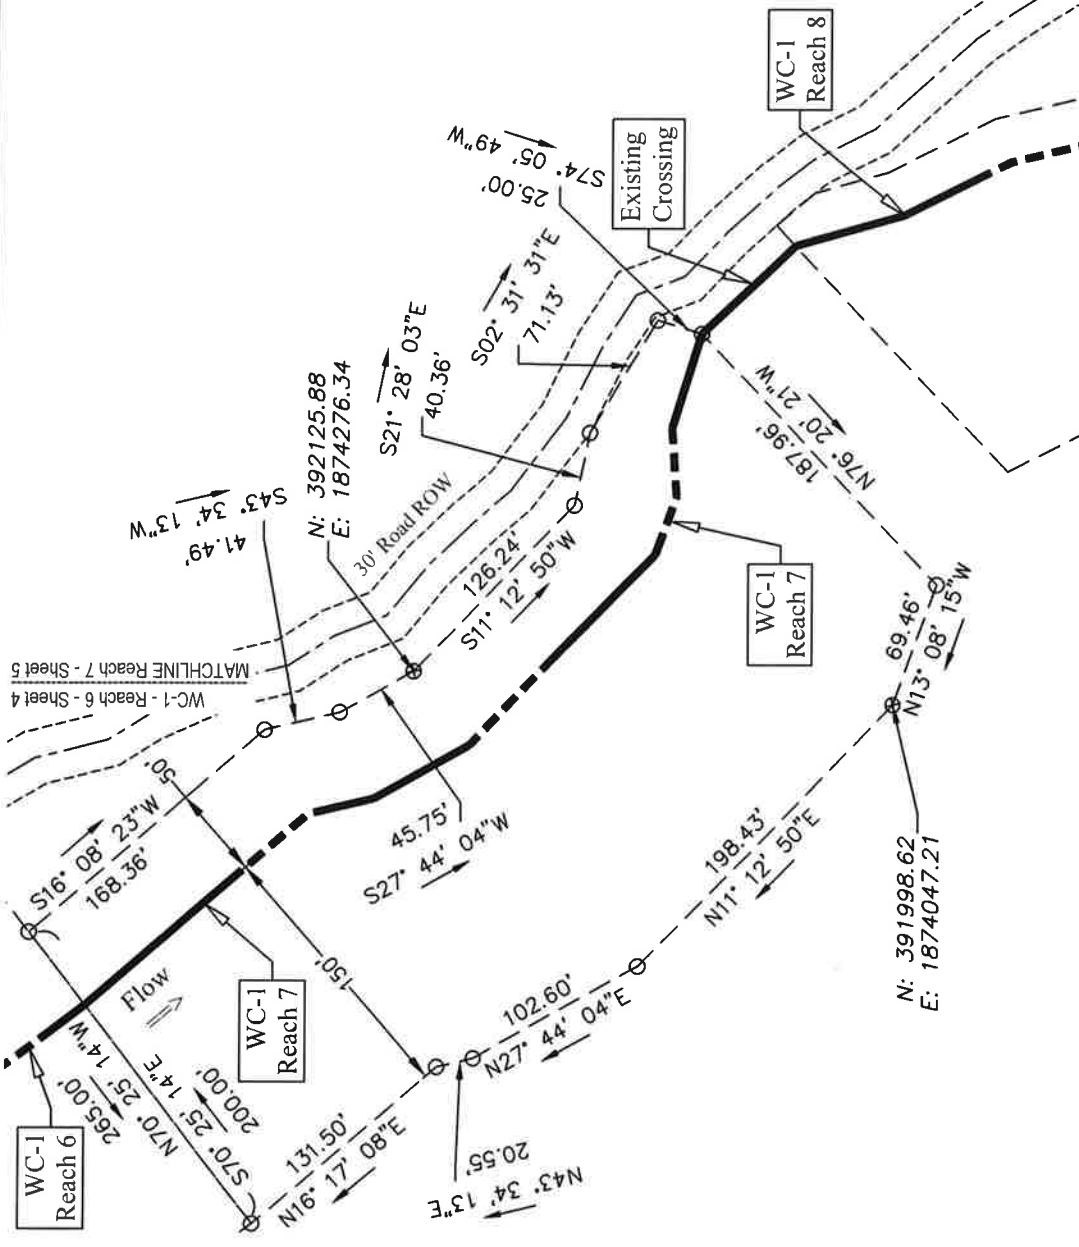 WC-1
Reach 8
S74° 05' 49"W
25.00'
Existing
Crossing
S02° 31' 31"E
71.13'
S21° 28' 03"E
40.36'
N: 392125.88
E: 1874276.34
S43° 34' 13"W
41.49'
30' Road ROW
126.24'
S11° 12' 50"W
MATCHLINE Reach 7 - Sheet 5
WC-1 - Reach 6 - Sheet 4
N76° 20' 21"W
187.96'
WC-1
Reach 7
50'
S16° 08' 23"W
168.36'
45.75'
S27° 44' 04"W
69.46'
N13° 08' 15"W
198.43'
N11° 12' 50"E
N: 391998.62
E: 1874047.21
Flow
WC-1
Reach 7
150'
102.60'
N27° 44' 04"E
WC-1
Reach 6
265.00'
N70° 25' 14"W
S70° 25' 14"E
200.00'
131.50'
N16° 17' 08"E
20.55'
N43° 34' 13"E